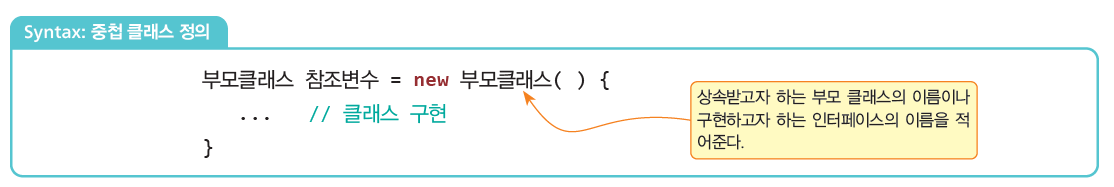 Syntax: 중첩 클래스 정의
부모클래스 참조변수 = new 부모클래스( ) {
... // 클래스 구현
}
상속받고자 하는 부모 클래스의 이름이나
구현하고자 하는 인터페이스의 이름을 적
어준다.